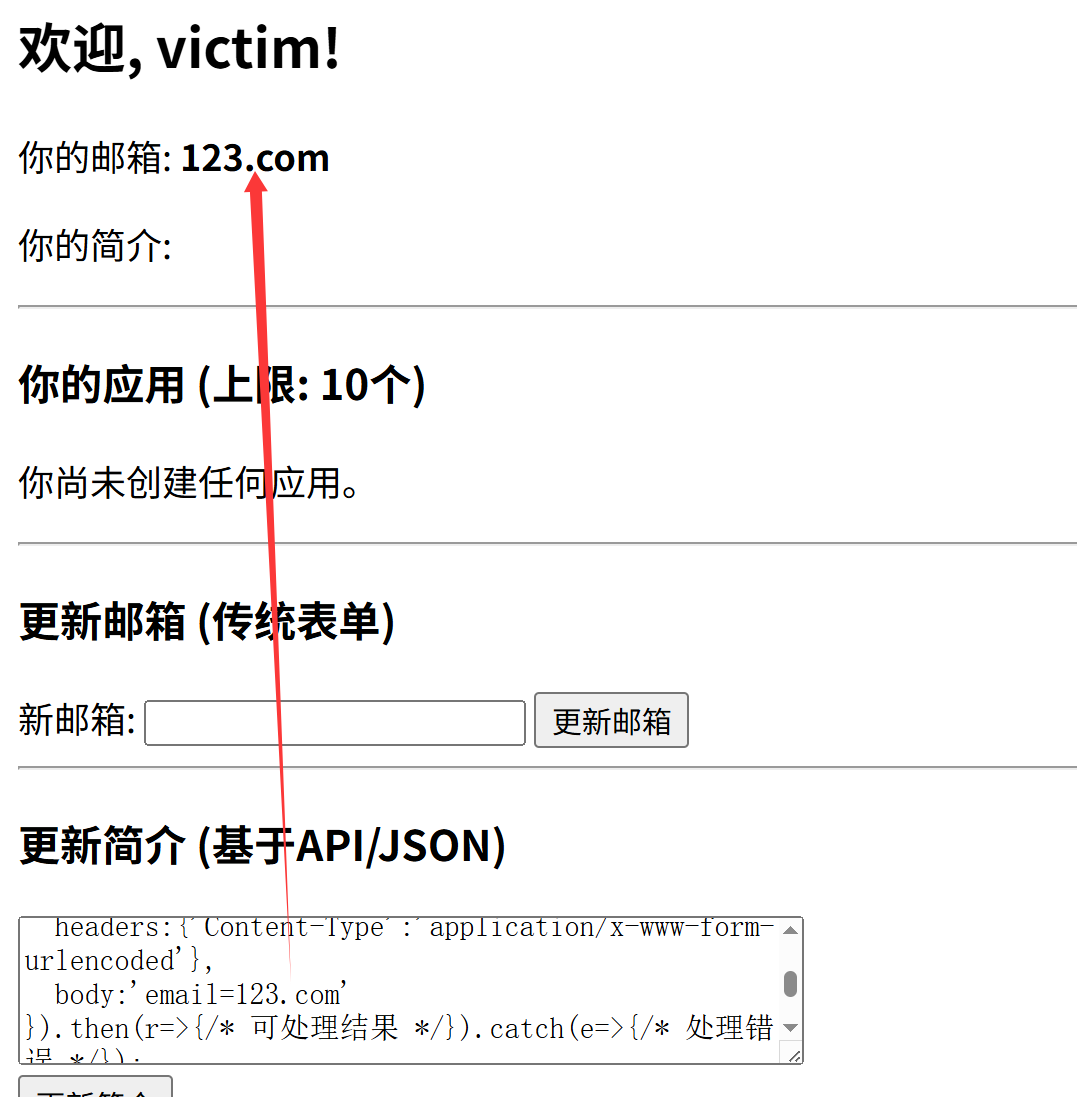 欢迎, victim!
你的邮箱: 123.com
你的简介:
你的应用 (上限: 10个)
你尚未创建任何应用。
更新邮箱 (传统表单)
新邮箱: 更新邮箱
更新简介 (基于API/JSON)
headers:{'Content-Type':'application/x-www-form-
urlencoded'},
body:'email=123.com'
}).then(r=>{/* 可处理结果 */}).catch(e=>{/* 处理错
误 */});
更新简介